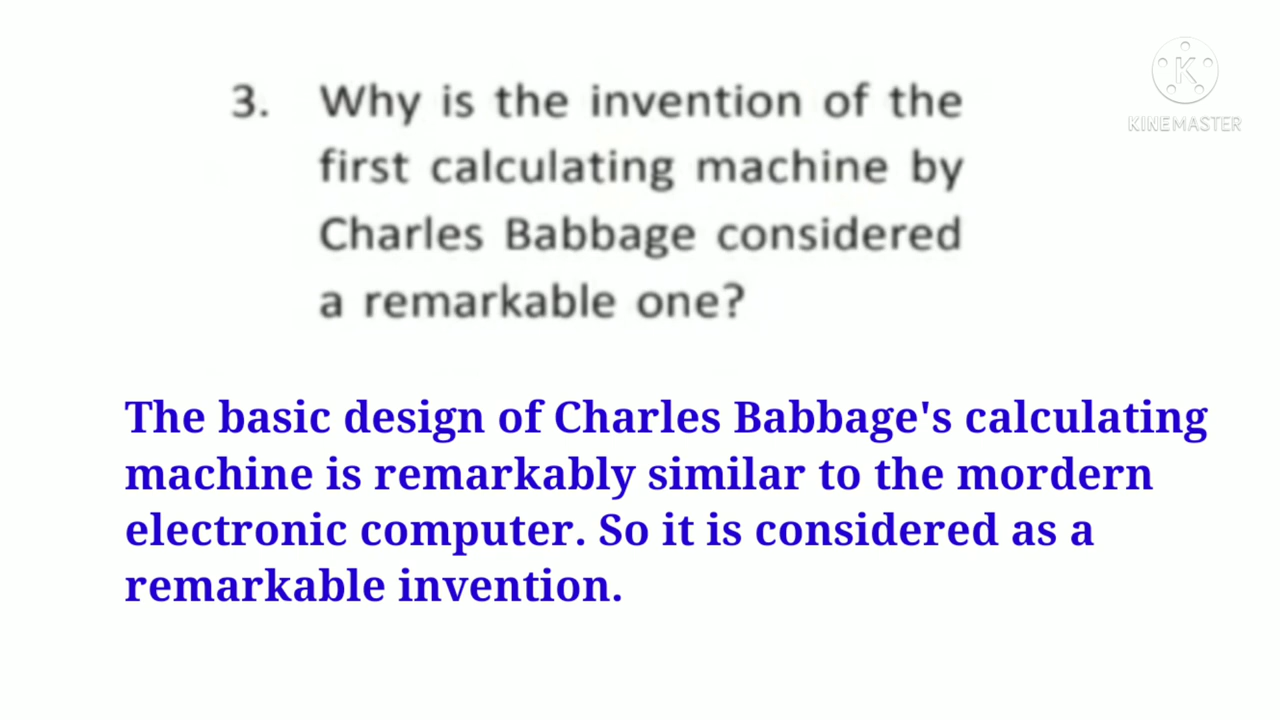 KINEMASTER
3. Why is the invention of the
first calculating machine by
Charles Babbage considered
a remarkable one?
The basic design of Charles Babbage's calculating
machine is remarkably similar to the mordern
electronic computer. So it is considered as a
remarkable invention.